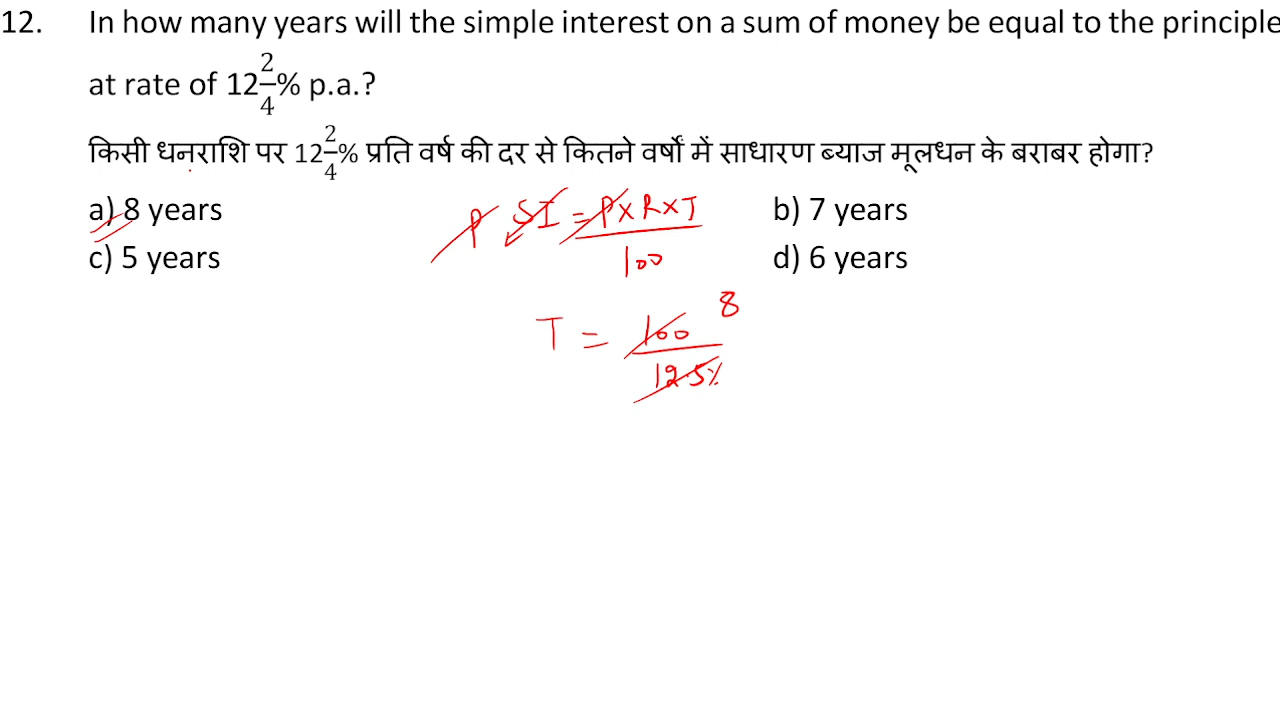 12. In how many years will the simple interest on a sum of money be equal to the principle
at rate of 12 2/4% p.a.?
किसी धनराशि पर 12 2/4% प्रति वर्ष की दर से कितने वर्षों में साधारण ब्याज मूलधन के बराबर होगा?
a) 8 years P SI = P x R x T b) 7 years
100
c) 5 years d) 6 years
8
T = 100
12.5%